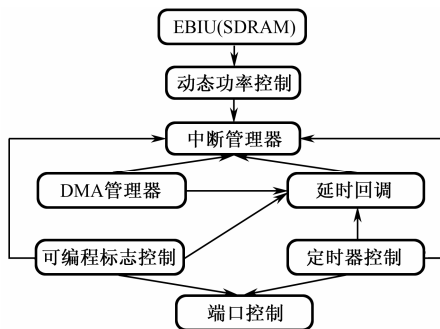 EBIU(SDRAM)
动态功率控制
中断管理器
DMA管理器
延时回调
可编程标志控制
定时器控制
端口控制